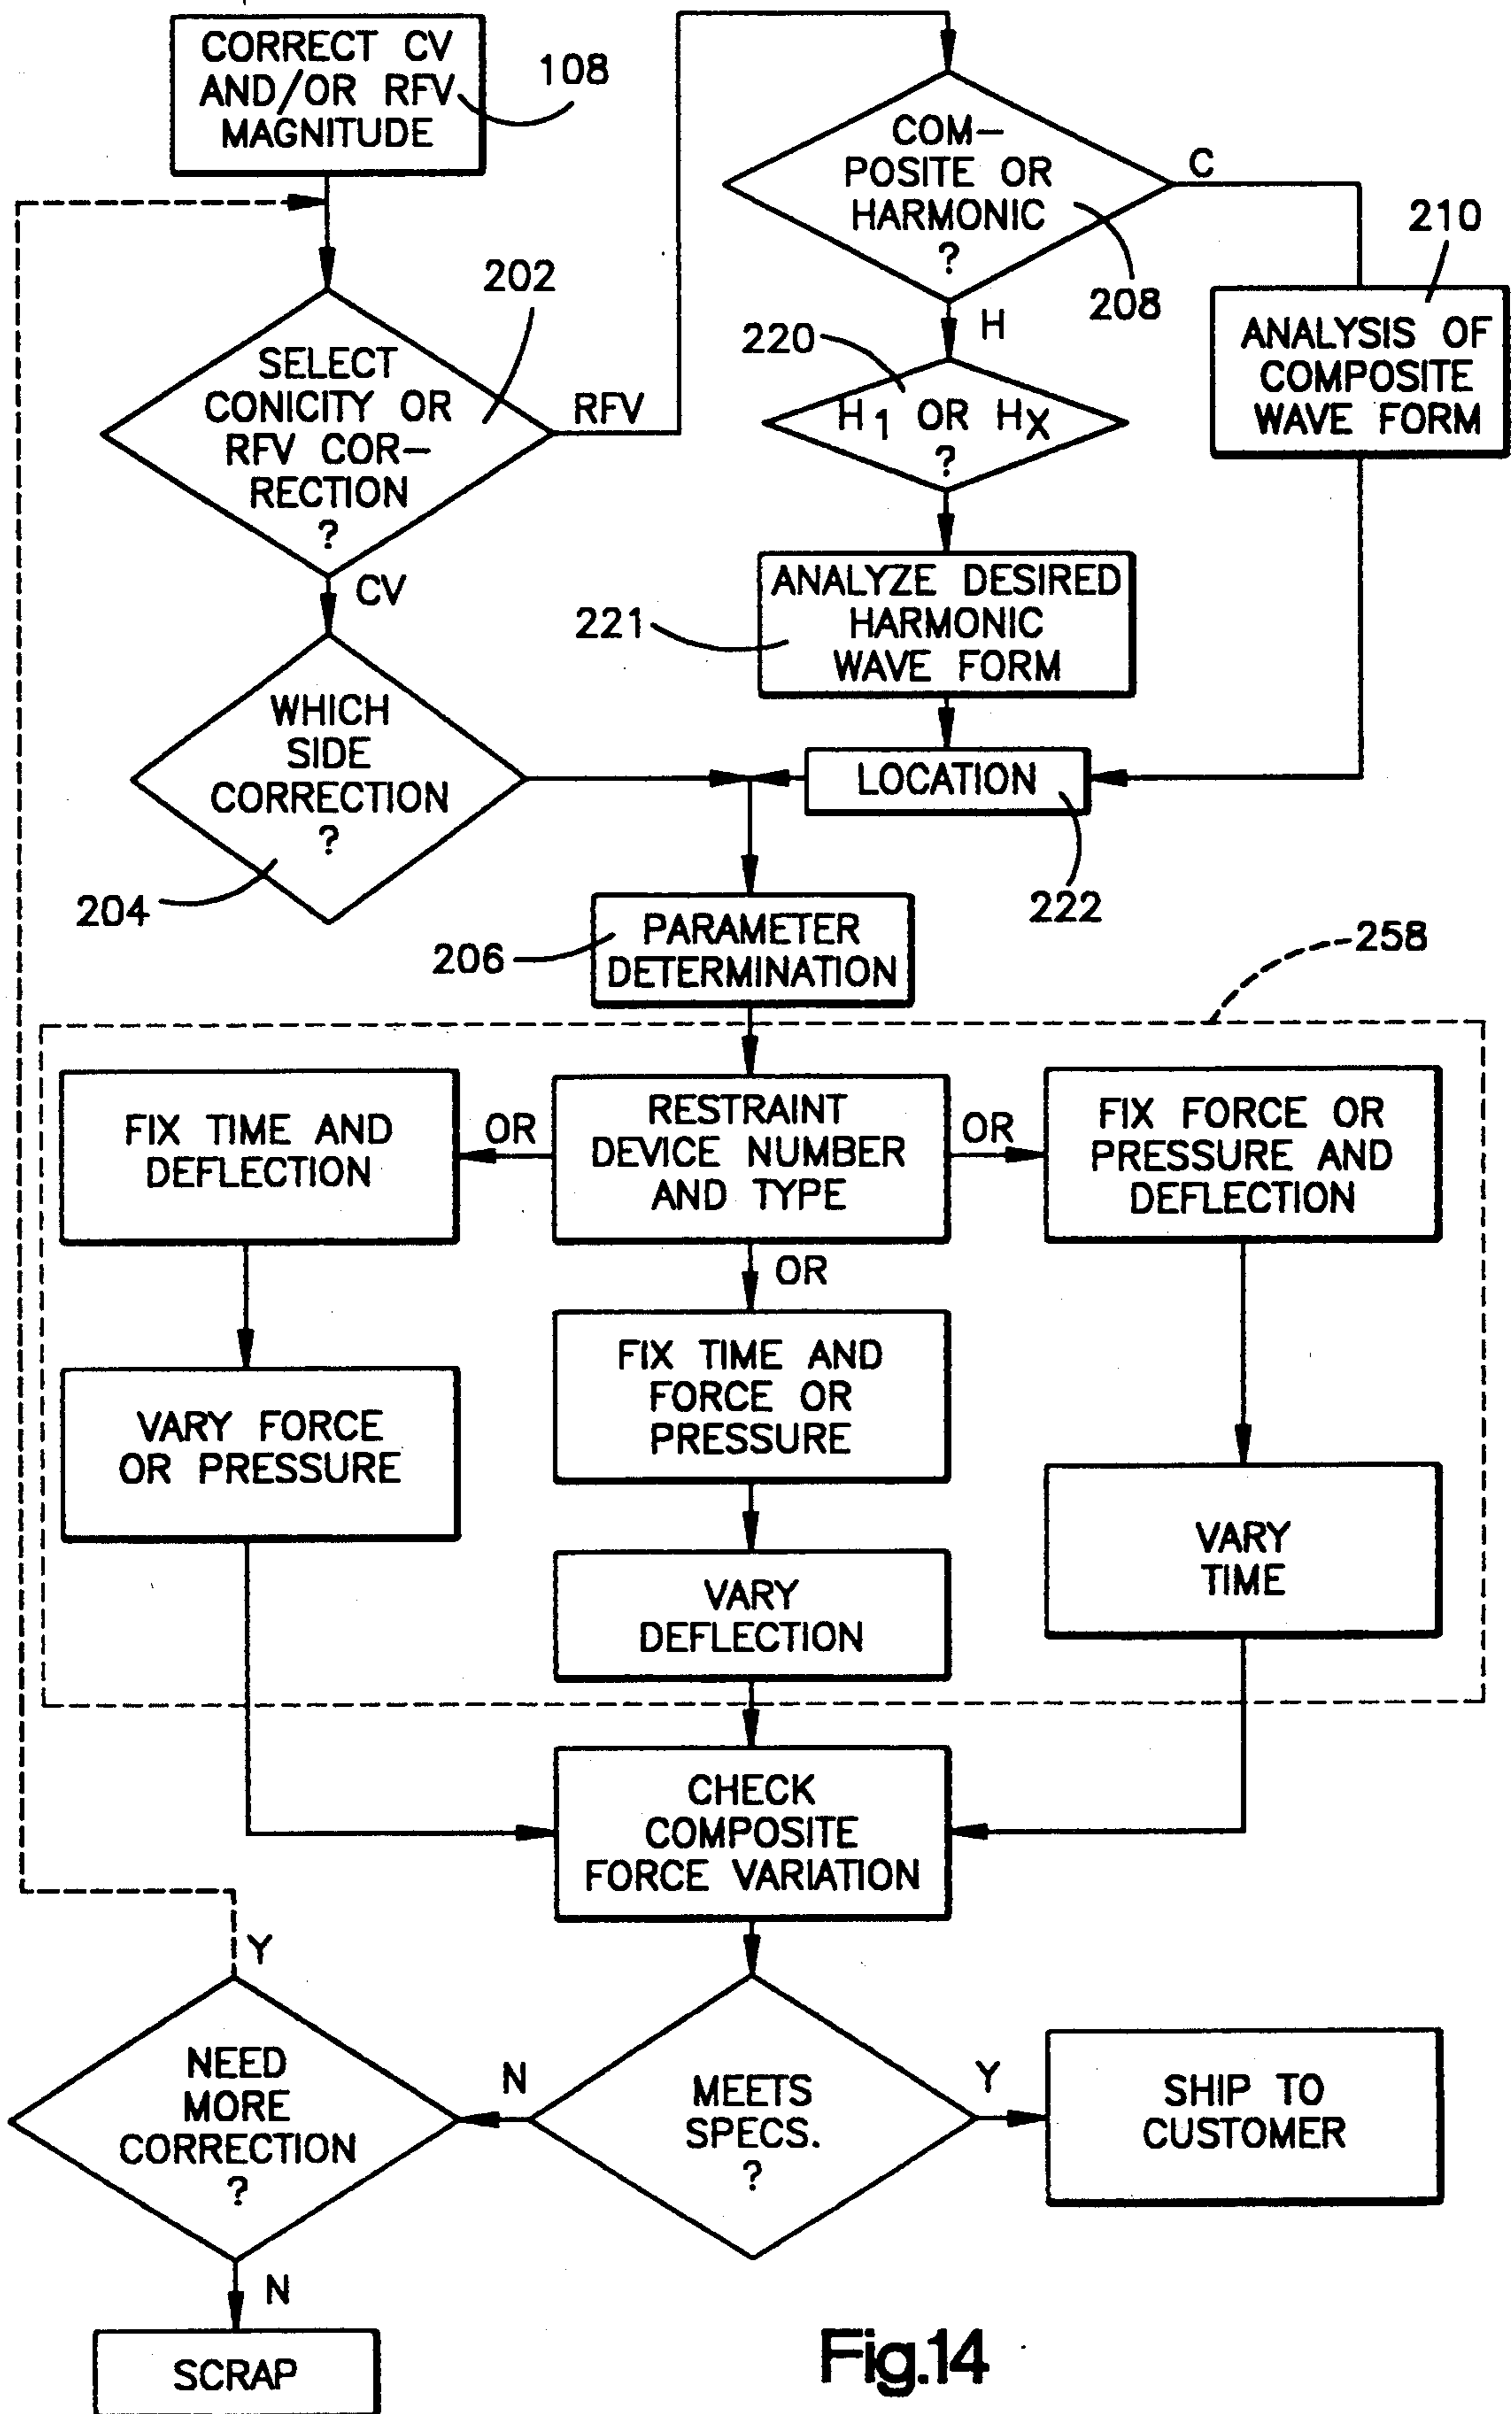 CORRECT CV
AND/OR RFV
MAGNITUDE
108
COM-
POSITE OR
HARMONIC
?
208
C
210
ANALYSIS OF
COMPOSITE
WAVE FORM
202
SELECT
CONICITY OR
RFV COR-
RECTION
?
RFV
H
220
H1 OR HX
?
CV
221
ANALYZE DESIRED
HARMONIC
WAVE FORM
WHICH
SIDE
CORRECTION
?
204
LOCATION
222
206
PARAMETER
DETERMINATION
258
FIX TIME AND
DEFLECTION
OR
RESTRAINT
DEVICE NUMBER
AND TYPE
OR
FIX FORCE OR
PRESSURE AND
DEFLECTION
OR
VARY FORCE
OR PRESSURE
FIX TIME AND
FORCE OR
PRESSURE
VARY
TIME
VARY
DEFLECTION
CHECK
COMPOSITE
FORCE VARIATION
Y
NEED
MORE
CORRECTION
?
N
MEETS
SPECS.
?
Y
SHIP TO
CUSTOMER
N
SCRAP
Fig.14